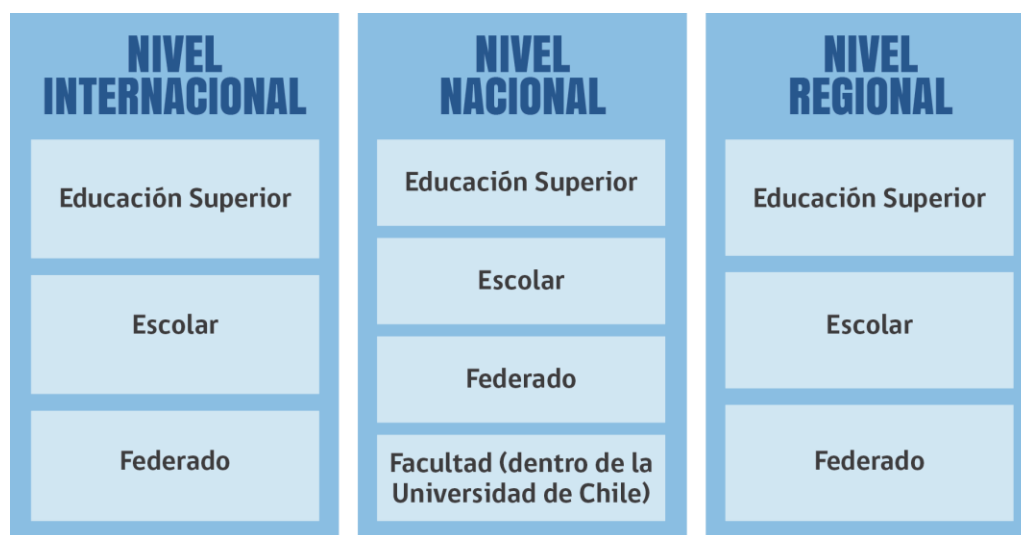 NIVEL
INTERNACIONAL
Educación Superior
Escolar
Federado
NIVEL
NACIONAL
Educación Superior
Escolar
Federado
Facultad (dentro de la
Universidad de Chile)
NIVEL
REGIONAL
Educación Superior
Escolar
Federado